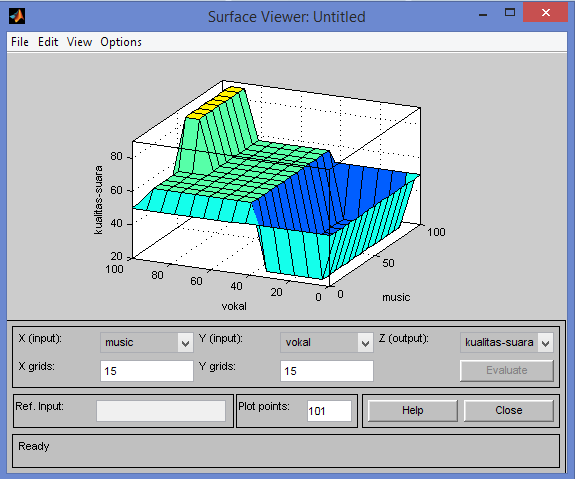 Surface Viewer: Untitled
File Edit View Options
kualitas-suara
80
60
40
20
100
80
60
40
20
0
vokal
0
50
100
music
X (input): music Y (input): vokal Z (output): kualitas-suara
X grids: 15 Y grids: 15 Evaluate
Ref. Input: Plot points: 101 Help Close
Ready